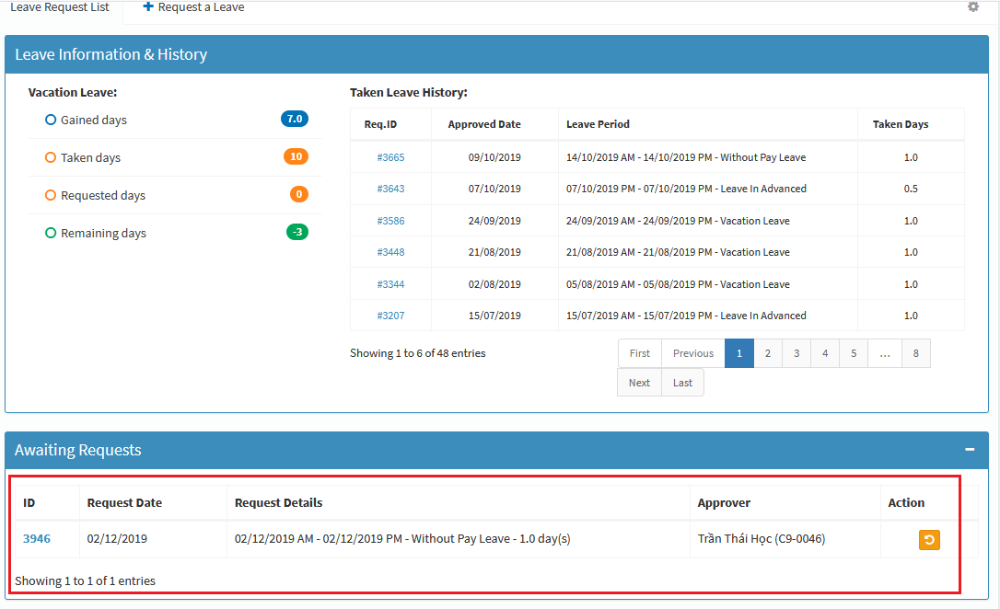 Leave Request List Request a Leave
Leave Information & History
Vacation Leave:
Gained days 7.0
Taken days 10
Requested days 0
Remaining days -3
Taken Leave History:
Req.ID Approved Date Leave Period Taken Days
#3665 09/10/2019 14/10/2019 AM - 14/10/2019 PM - Without Pay Leave 1.0
#3643 07/10/2019 07/10/2019 PM - 07/10/2019 PM - Leave In Advanced 0.5
#3586 24/09/2019 24/09/2019 AM - 24/09/2019 PM - Vacation Leave 1.0
#3448 21/08/2019 21/08/2019 AM - 21/08/2019 PM - Vacation Leave 1.0
#3344 02/08/2019 05/08/2019 AM - 05/08/2019 PM - Vacation Leave 1.0
#3207 15/07/2019 15/07/2019 AM - 15/07/2019 PM - Leave In Advanced 1.0
Showing 1 to 6 of 48 entries
First Previous 1 2 3 4 5 ... 8
Next Last
Awaiting Requests
ID Request Date Request Details Approver Action
3946 02/12/2019 02/12/2019 AM - 02/12/2019 PM - Without Pay Leave - 1.0 day(s) Trần Thái Học (C9-0046)
Showing 1 to 1 of 1 entries